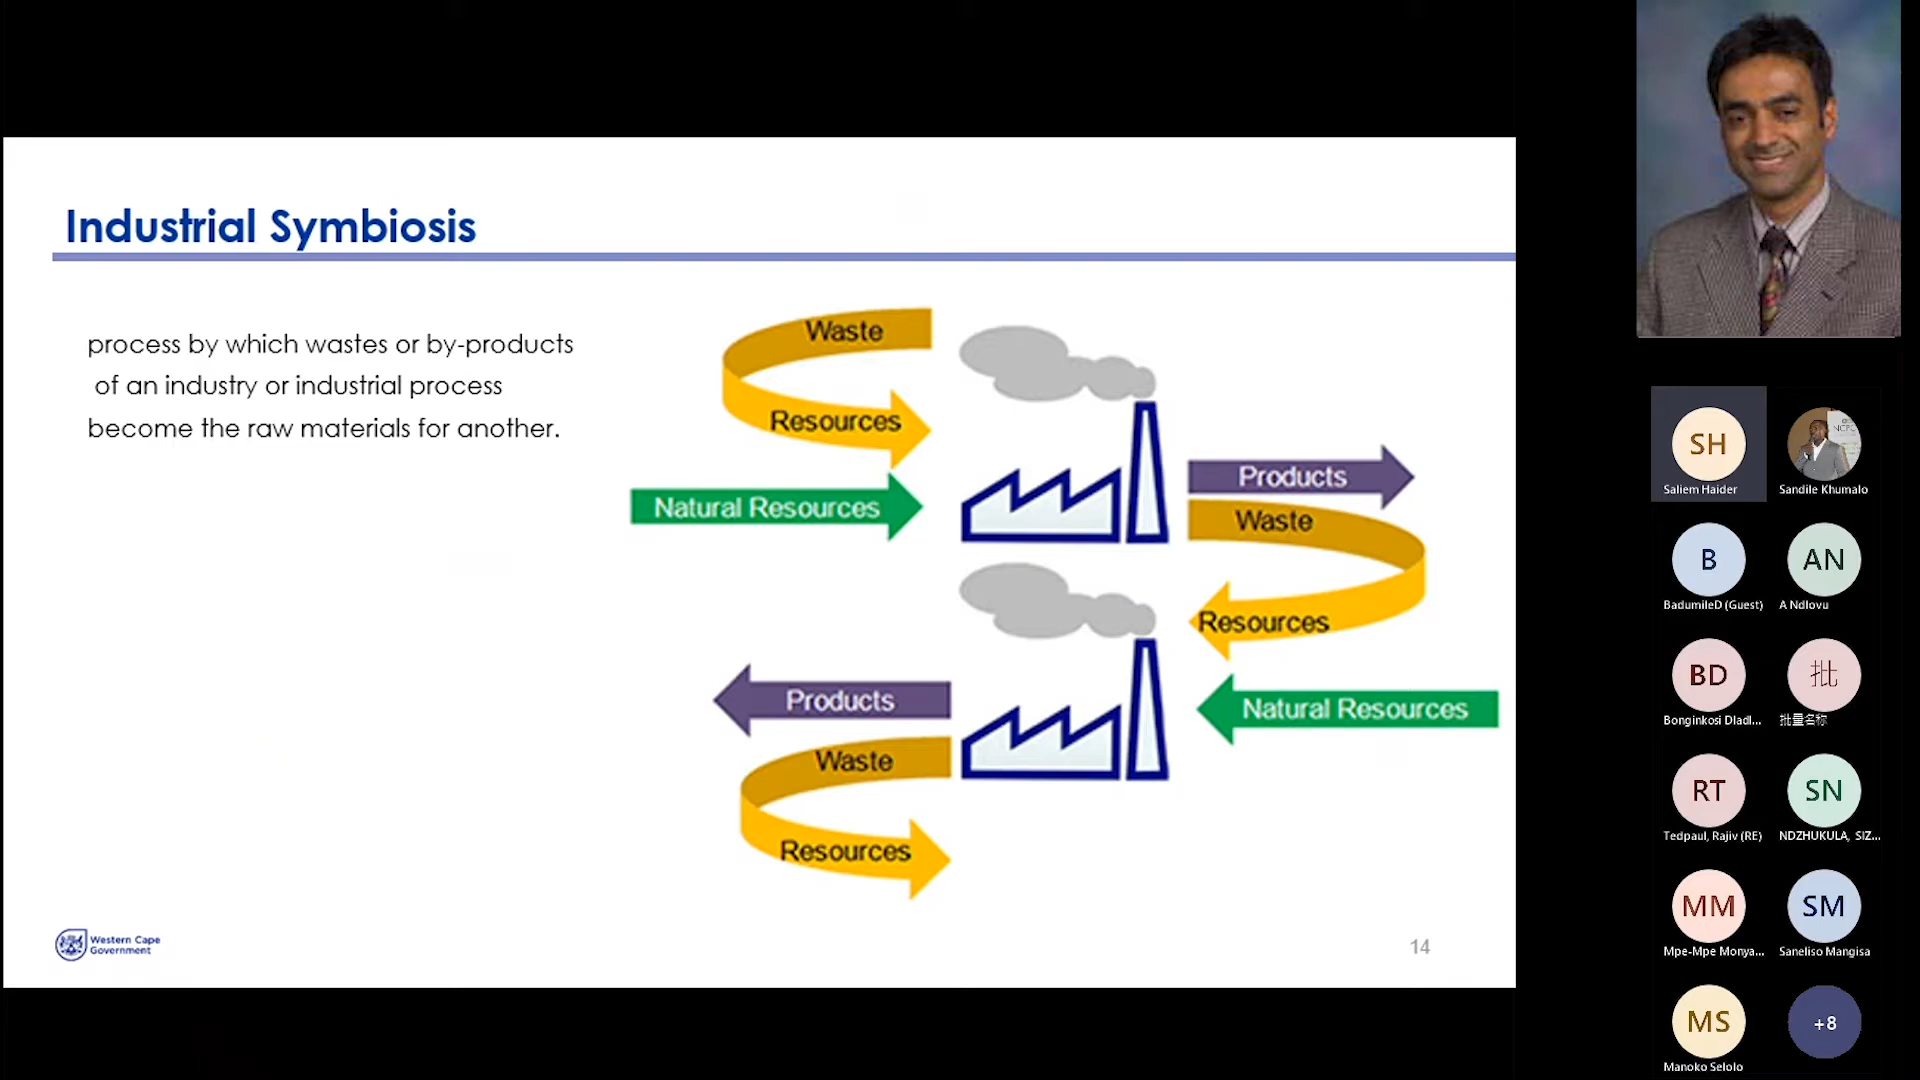 Industrial Symbiosis
process by which wastes or by-products
of an industry or industrial process
become the raw materials for another.
Waste
Resources
Natural Resources
Products
Waste
Resources
Products
Natural Resources
Waste
Resources
Western Cape
Government
14
SH
Saliem Haider
Sandile Khumalo
B
BadumileD (Guest)
AN
A Ndlovu
BD
Bonginkosi Dladl...
批
批量名称
RT
Tedpaul, Rajiv (RE)
SN
NDZHUKULA, SIZ...
MM
Mpe-Mpe Monya...
SM
Saneliso Mangisa
MS
Manoko Selolo
+8